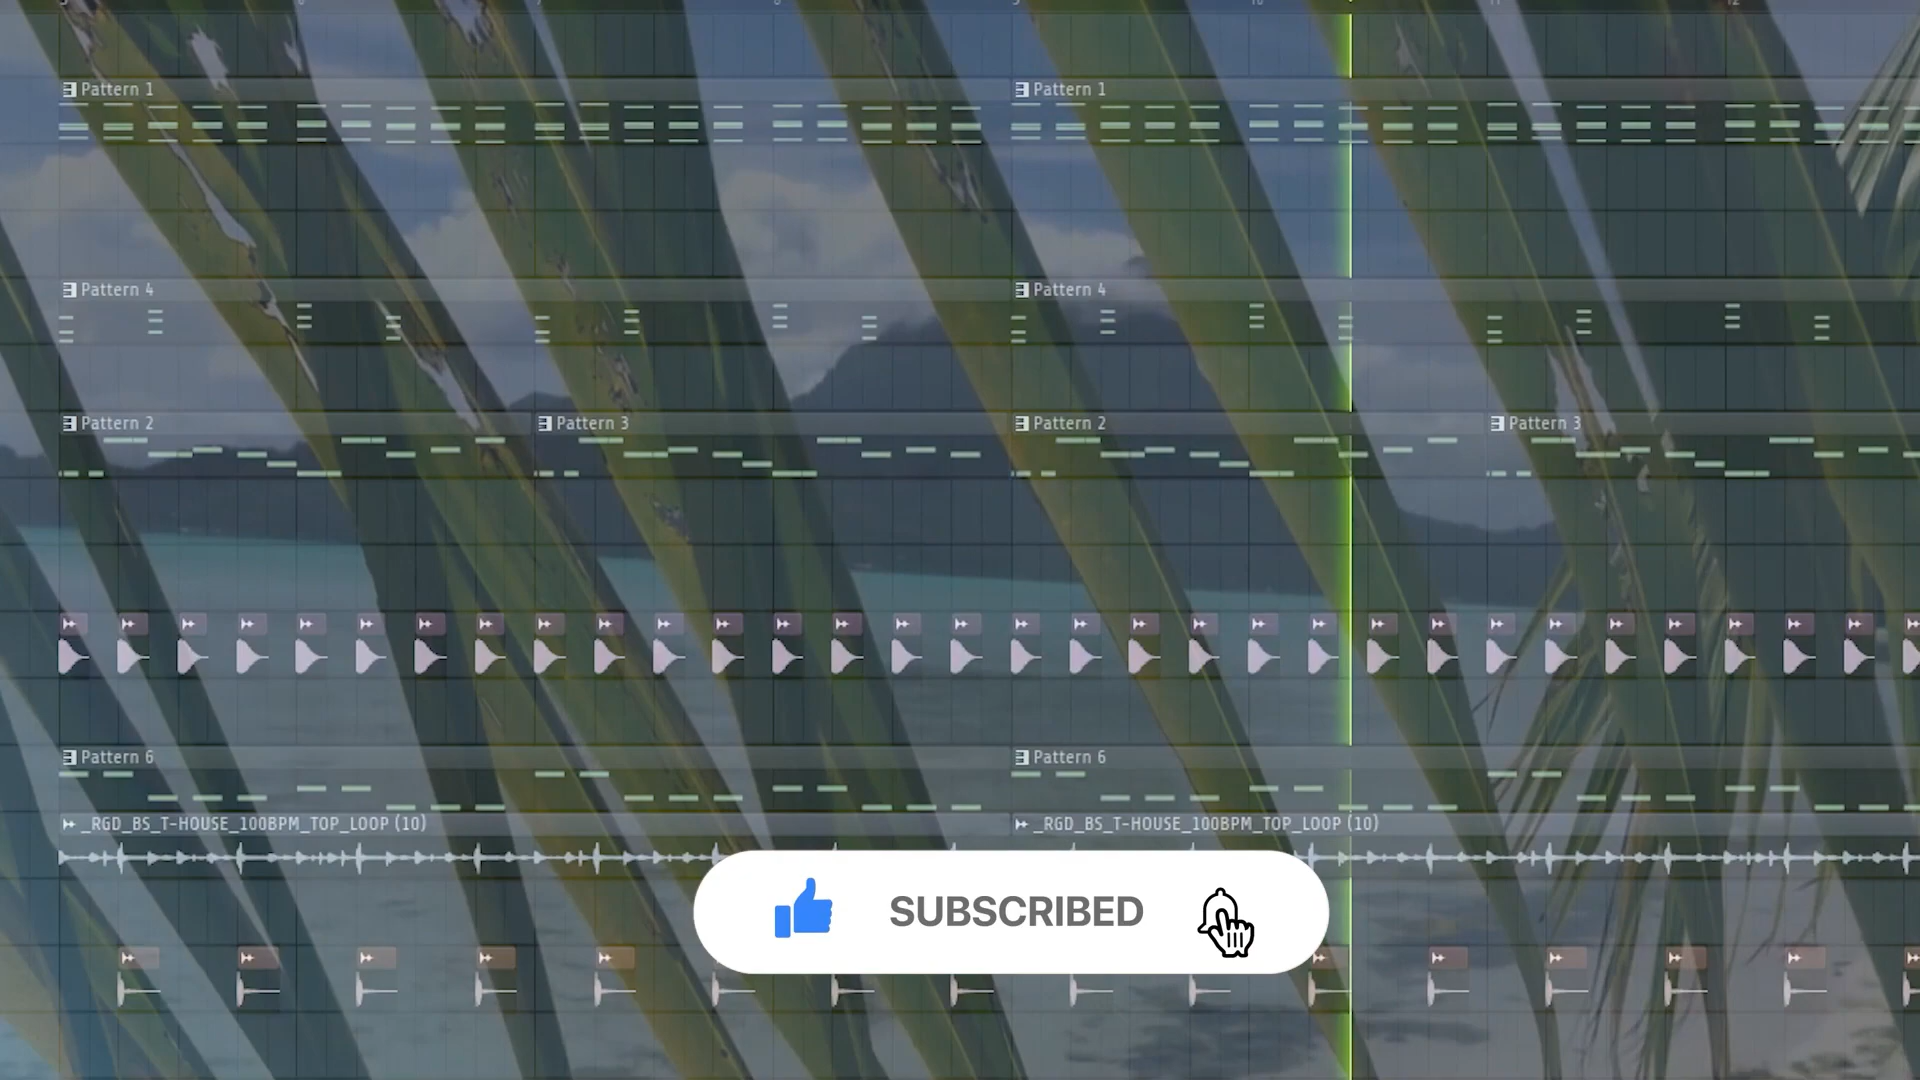 Pattern 1
Pattern 1
Pattern 4
Pattern 4
Pattern 2
Pattern 3
Pattern 2
Pattern 3
Pattern 6
Pattern 6
_RGD_BS_T-HOUSE_100BPM_TOP_LOOP (10)
_RGD_BS_T-HOUSE_100BPM_TOP_LOOP (10)
SUBSCRIBED